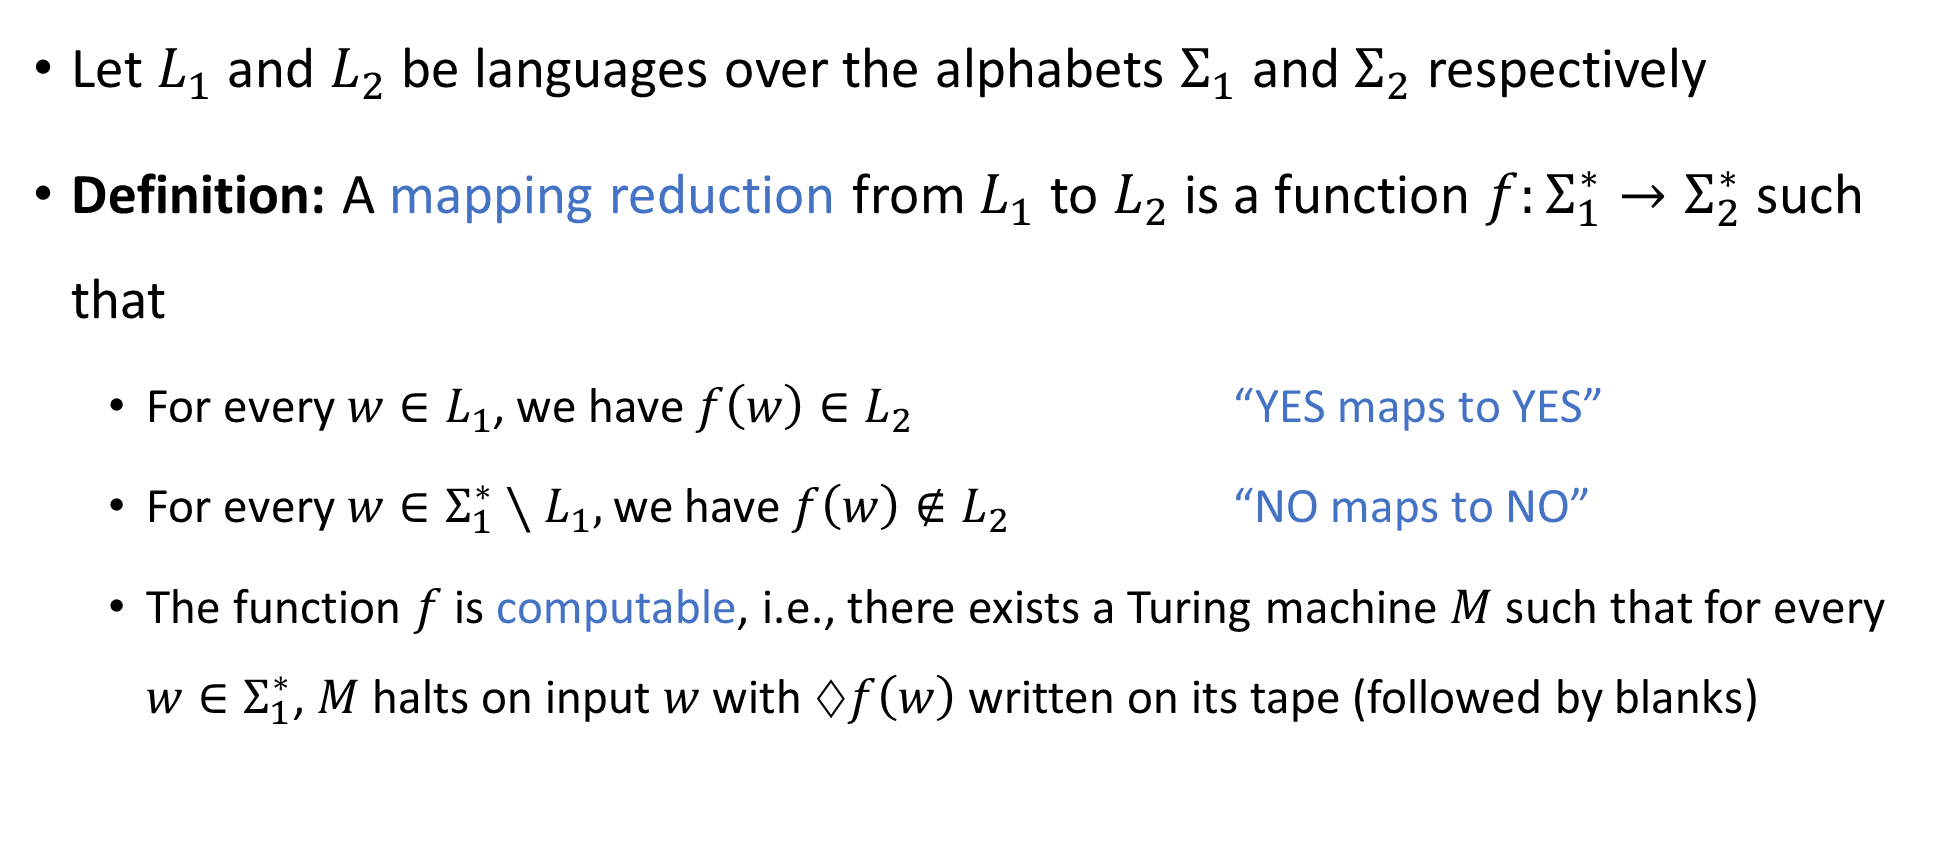 • Let L₁ and L₂ be languages over the alphabets Σ₁ and Σ₂ respectively
• Definition: A mapping reduction from L₁ to L₂ is a function f: Σ₁* → Σ₂* such
that
• For every w ∈ L₁, we have f(w) ∈ L₂ “YES maps to YES”
• For every w ∈ Σ₁* \ L₁, we have f(w) ∉ L₂ “NO maps to NO”
• The function f is computable, i.e., there exists a Turing machine M such that for every
w ∈ Σ₁*, M halts on input w with ◇f(w) written on its tape (followed by blanks)